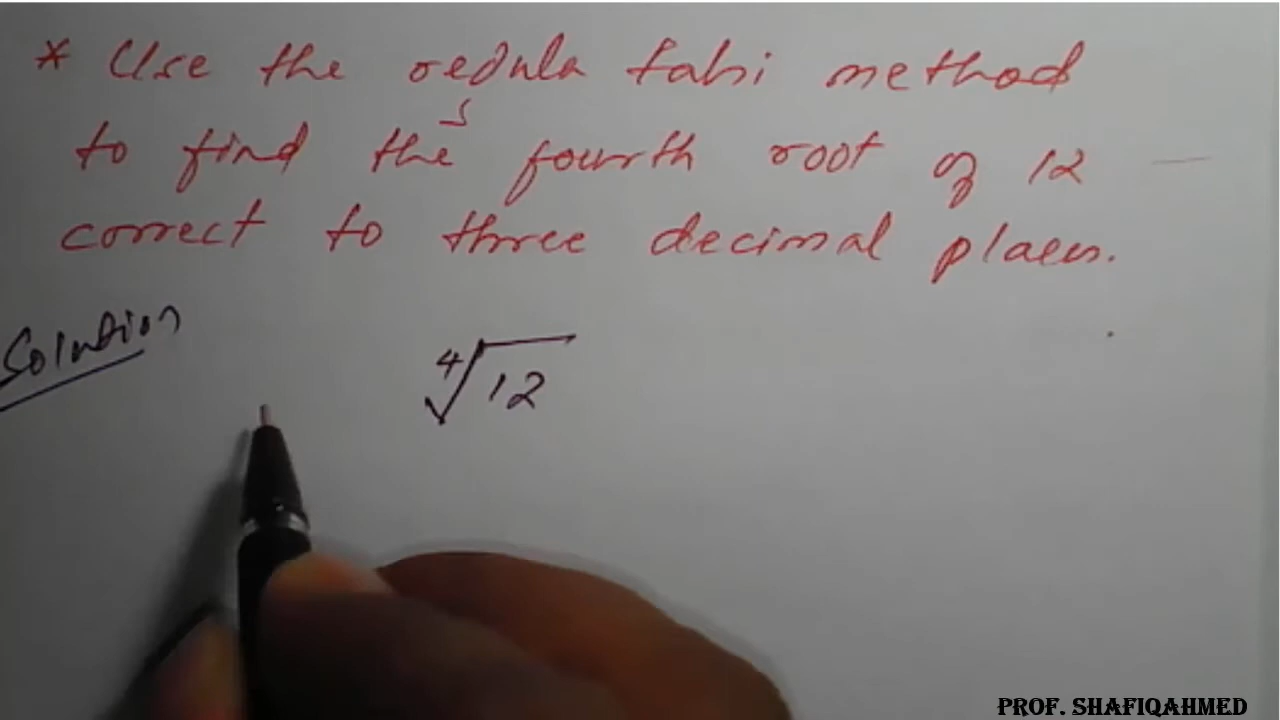 * Use the regula falsi method
to find the fourth root of 12
correct to three decimal places.
Solution
4√12
PROF. SHAFIQAHMED